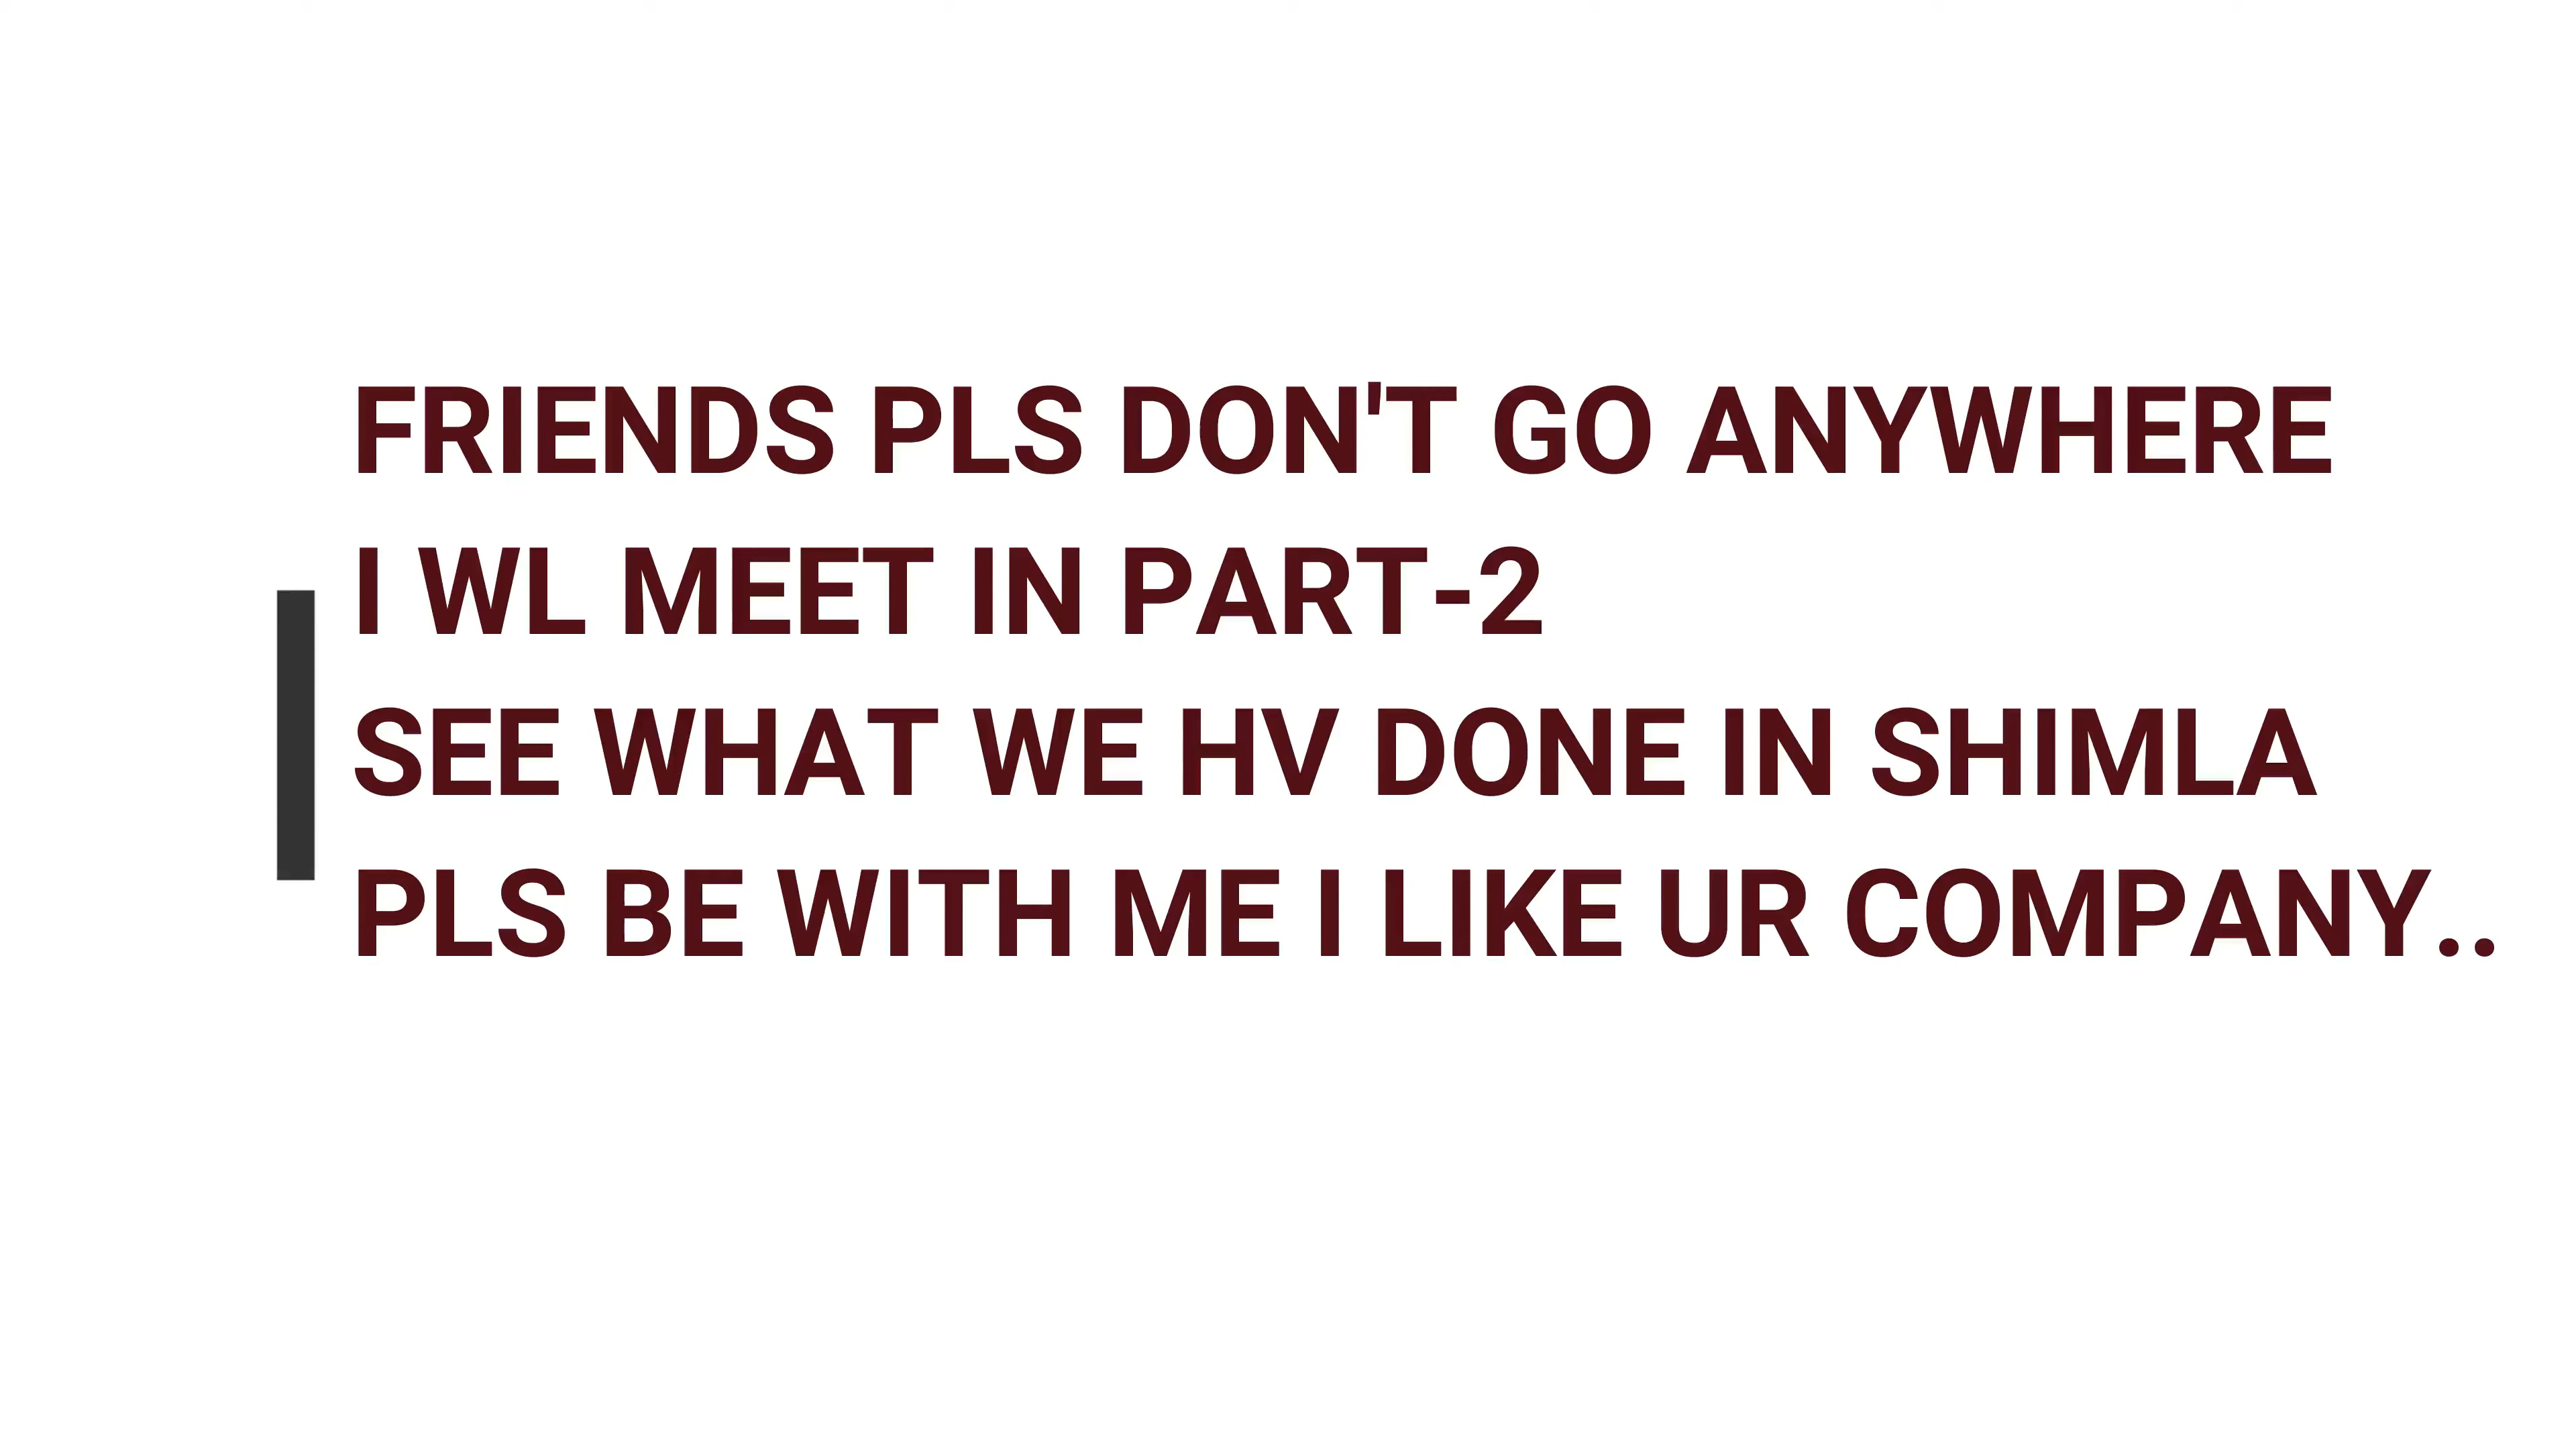 FRIENDS PLS DON'T GO ANYWHERE
I WL MEET IN PART-2
SEE WHAT WE HV DONE IN SHIMLA
PLS BE WITH ME I LIKE UR COMPANY..